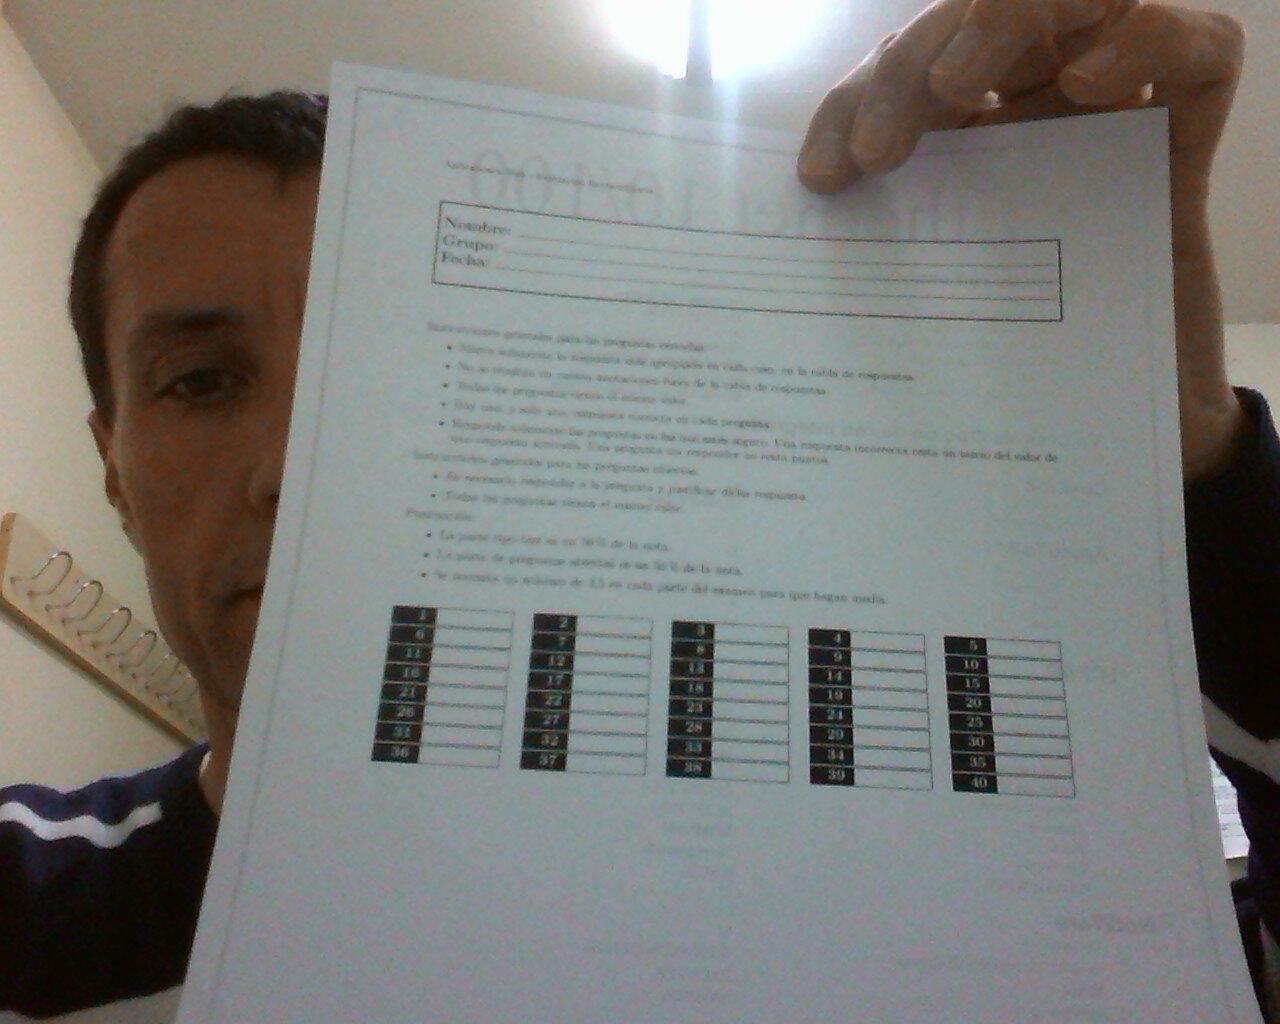 Nombre:
Grupo:
Fecha:
Instrucciones generales para las preguntas cerradas:
• Marca solamente la respuesta más apropiada en cada caso, en la tabla de respuestas.
• No se tendrán en cuenta anotaciones fuera de la tabla de respuestas.
• Todas las preguntas tienen el mismo valor.
• Hay una, y sólo una, respuesta correcta en cada pregunta.
• Responde solamente las preguntas en las que estés seguro. Una respuesta incorrecta resta un tercio del valor de
una respuesta acertada. Una pregunta sin responder no resta puntos.
Instrucciones generales para las preguntas abiertas:
• Es necesario responder a la pregunta y justificar dicha respuesta.
• Todas las preguntas tienen el mismo valor.
Puntuación:
• La parte tipo test es un 50% de la nota.
• La parte de preguntas abiertas es un 50% de la nota.
• Se necesita un mínimo de 3.5 en cada parte del examen para que hagan media.
1 2 3 4 5
6 7 8 9 10
11 12 13 14 15
16 17 18 19 20
21 22 23 24 25
26 27 28 29 30
31 32 33 34 35
36 37 38 39 40